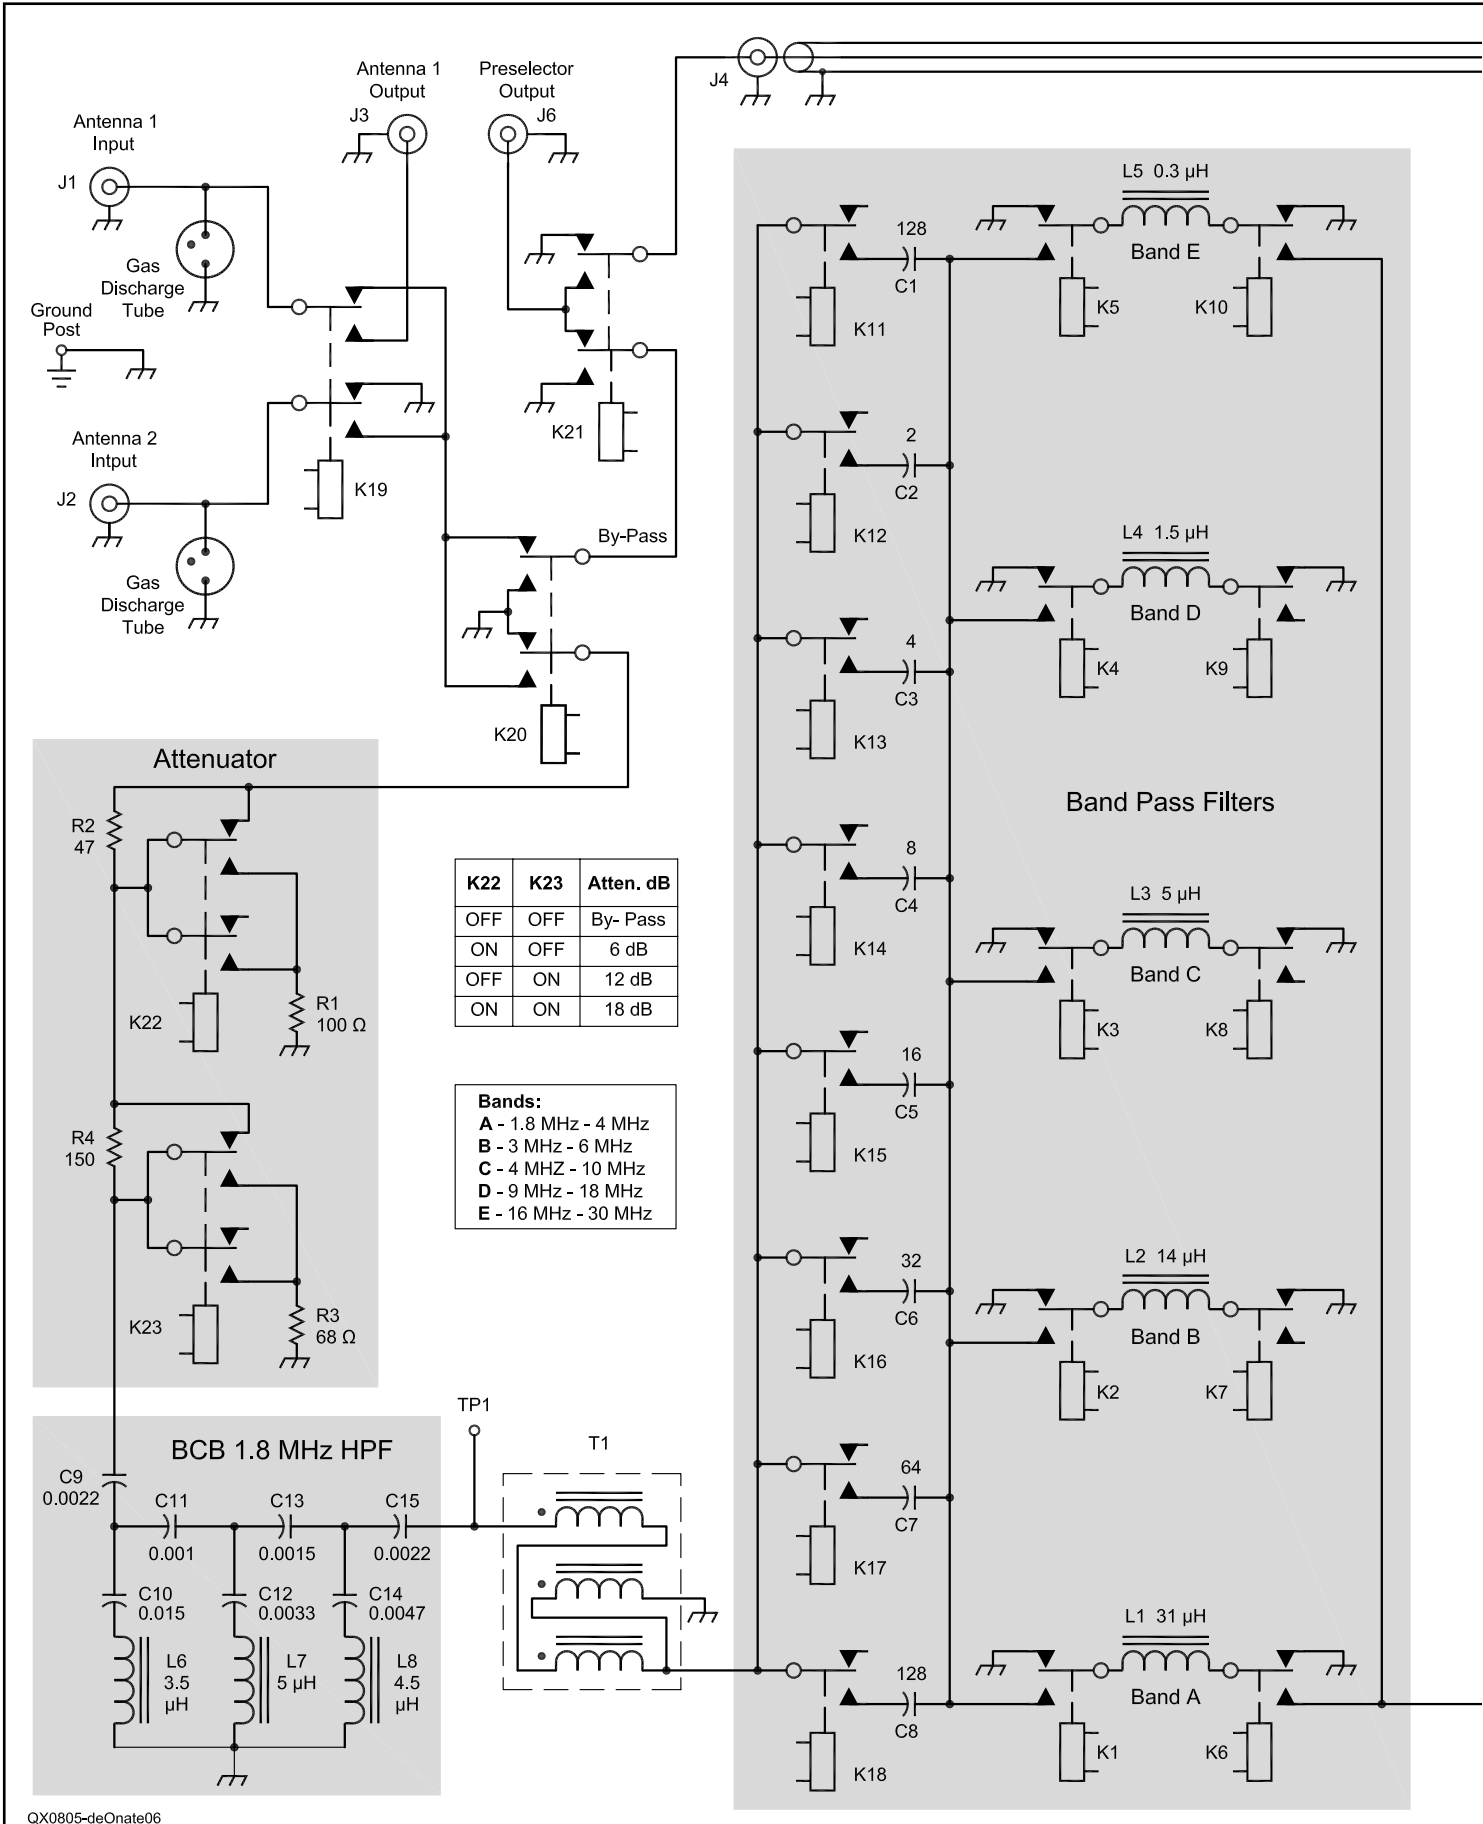 Antenna 1
Output
J3
Preselector
Output
J6
J4
Antenna 1
Input
J1
Gas
Discharge
Tube
Ground
Post
Antenna 2
Intput
J2
Gas
Discharge
Tube
K19
K21
By-Pass
K20
Attenuator
R2
47
K22
R1
100 Ω
R4
150
K23
R3
68 Ω
K22 K23 Atten. dB
OFF OFF By- Pass
ON OFF 6 dB
OFF ON 12 dB
ON ON 18 dB
Bands:
A - 1.8 MHz - 4 MHz
B - 3 MHz - 6 MHz
C - 4 MHZ - 10 MHz
D - 9 MHz - 18 MHz
E - 16 MHz - 30 MHz
BCB 1.8 MHz HPF
C9
0.0022
C11
0.001
C13
0.0015
C15
0.0022
C10
0.015
C12
0.0033
C14
0.0047
L6
3.5
µH
L7
5 µH
L8
4.5
µH
TP1
T1
Band Pass Filters
128
C1
K11
2
C2
K12
4
C3
K13
8
C4
K14
16
C5
K15
32
C6
K16
64
C7
K17
128
C8
K18
L5 0.3 µH
Band E
K5
K10
L4 1.5 µH
Band D
K4
K9
L3 5 µH
Band C
K3
K8
L2 14 µH
Band B
K2
K7
L1 31 µH
Band A
K1
K6
QX0805-deOnate06